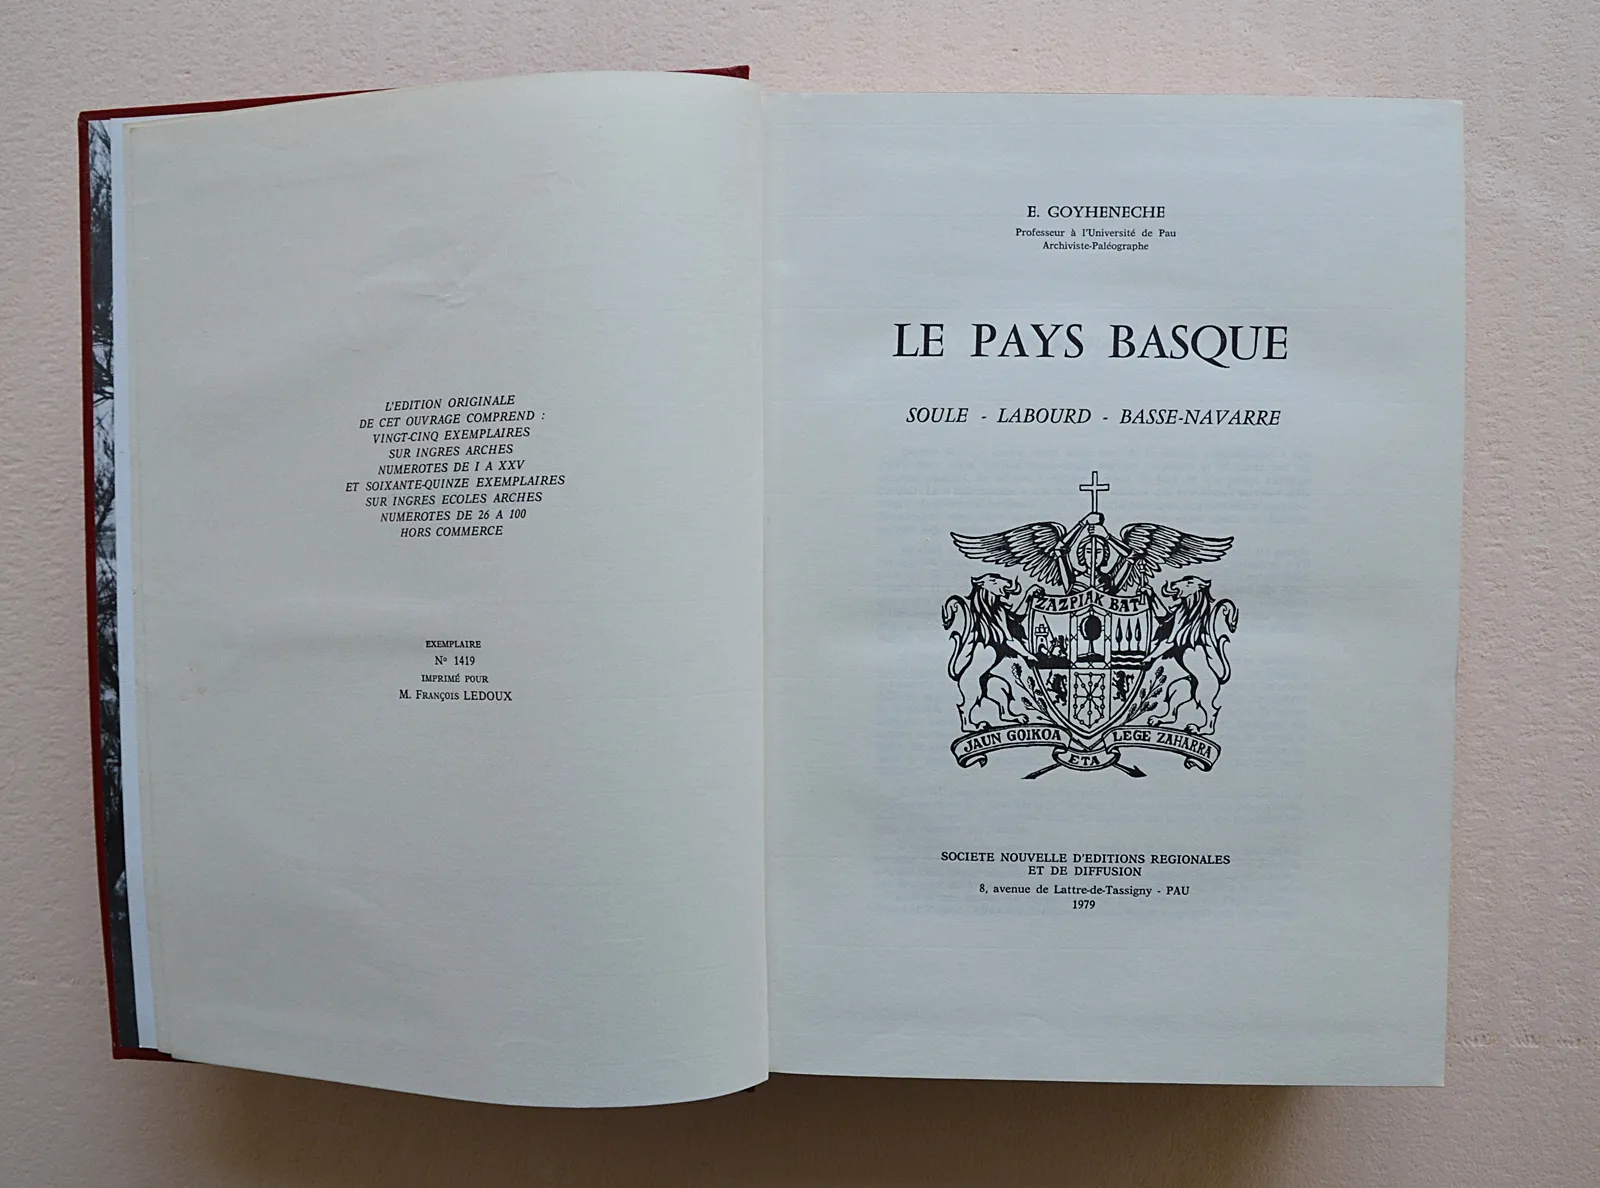 L'EDITION ORIGINALE
DE CET OUVRAGE COMPREND :
VINGT-CINQ EXEMPLAIRES
SUR INGRES ARCHES
NUMEROTES DE I A XXV
ET SOIXANTE-QUINZE EXEMPLAIRES
SUR INGRES ECOLES ARCHES
NUMEROTES DE 26 A 100
HORS COMMERCE
EXEMPLAIRE
Nº 1419
IMPRIMÉ POUR
M. FRANÇOIS LEDOUX
E. GOYHENECHE
Professeur à l'Université de Pau
Archiviste-Paléographe
LE PAYS BASQUE
SOULE - LABOURD - BASSE-NAVARRE
ZAZPIAK BAT
JAUN GOIKOA
ETA
LEGE ZAHARRA
SOCIETE NOUVELLE D'EDITIONS REGIONALES
ET DE DIFFUSION
8, avenue de Lattre-de-Tassigny - PAU
1979